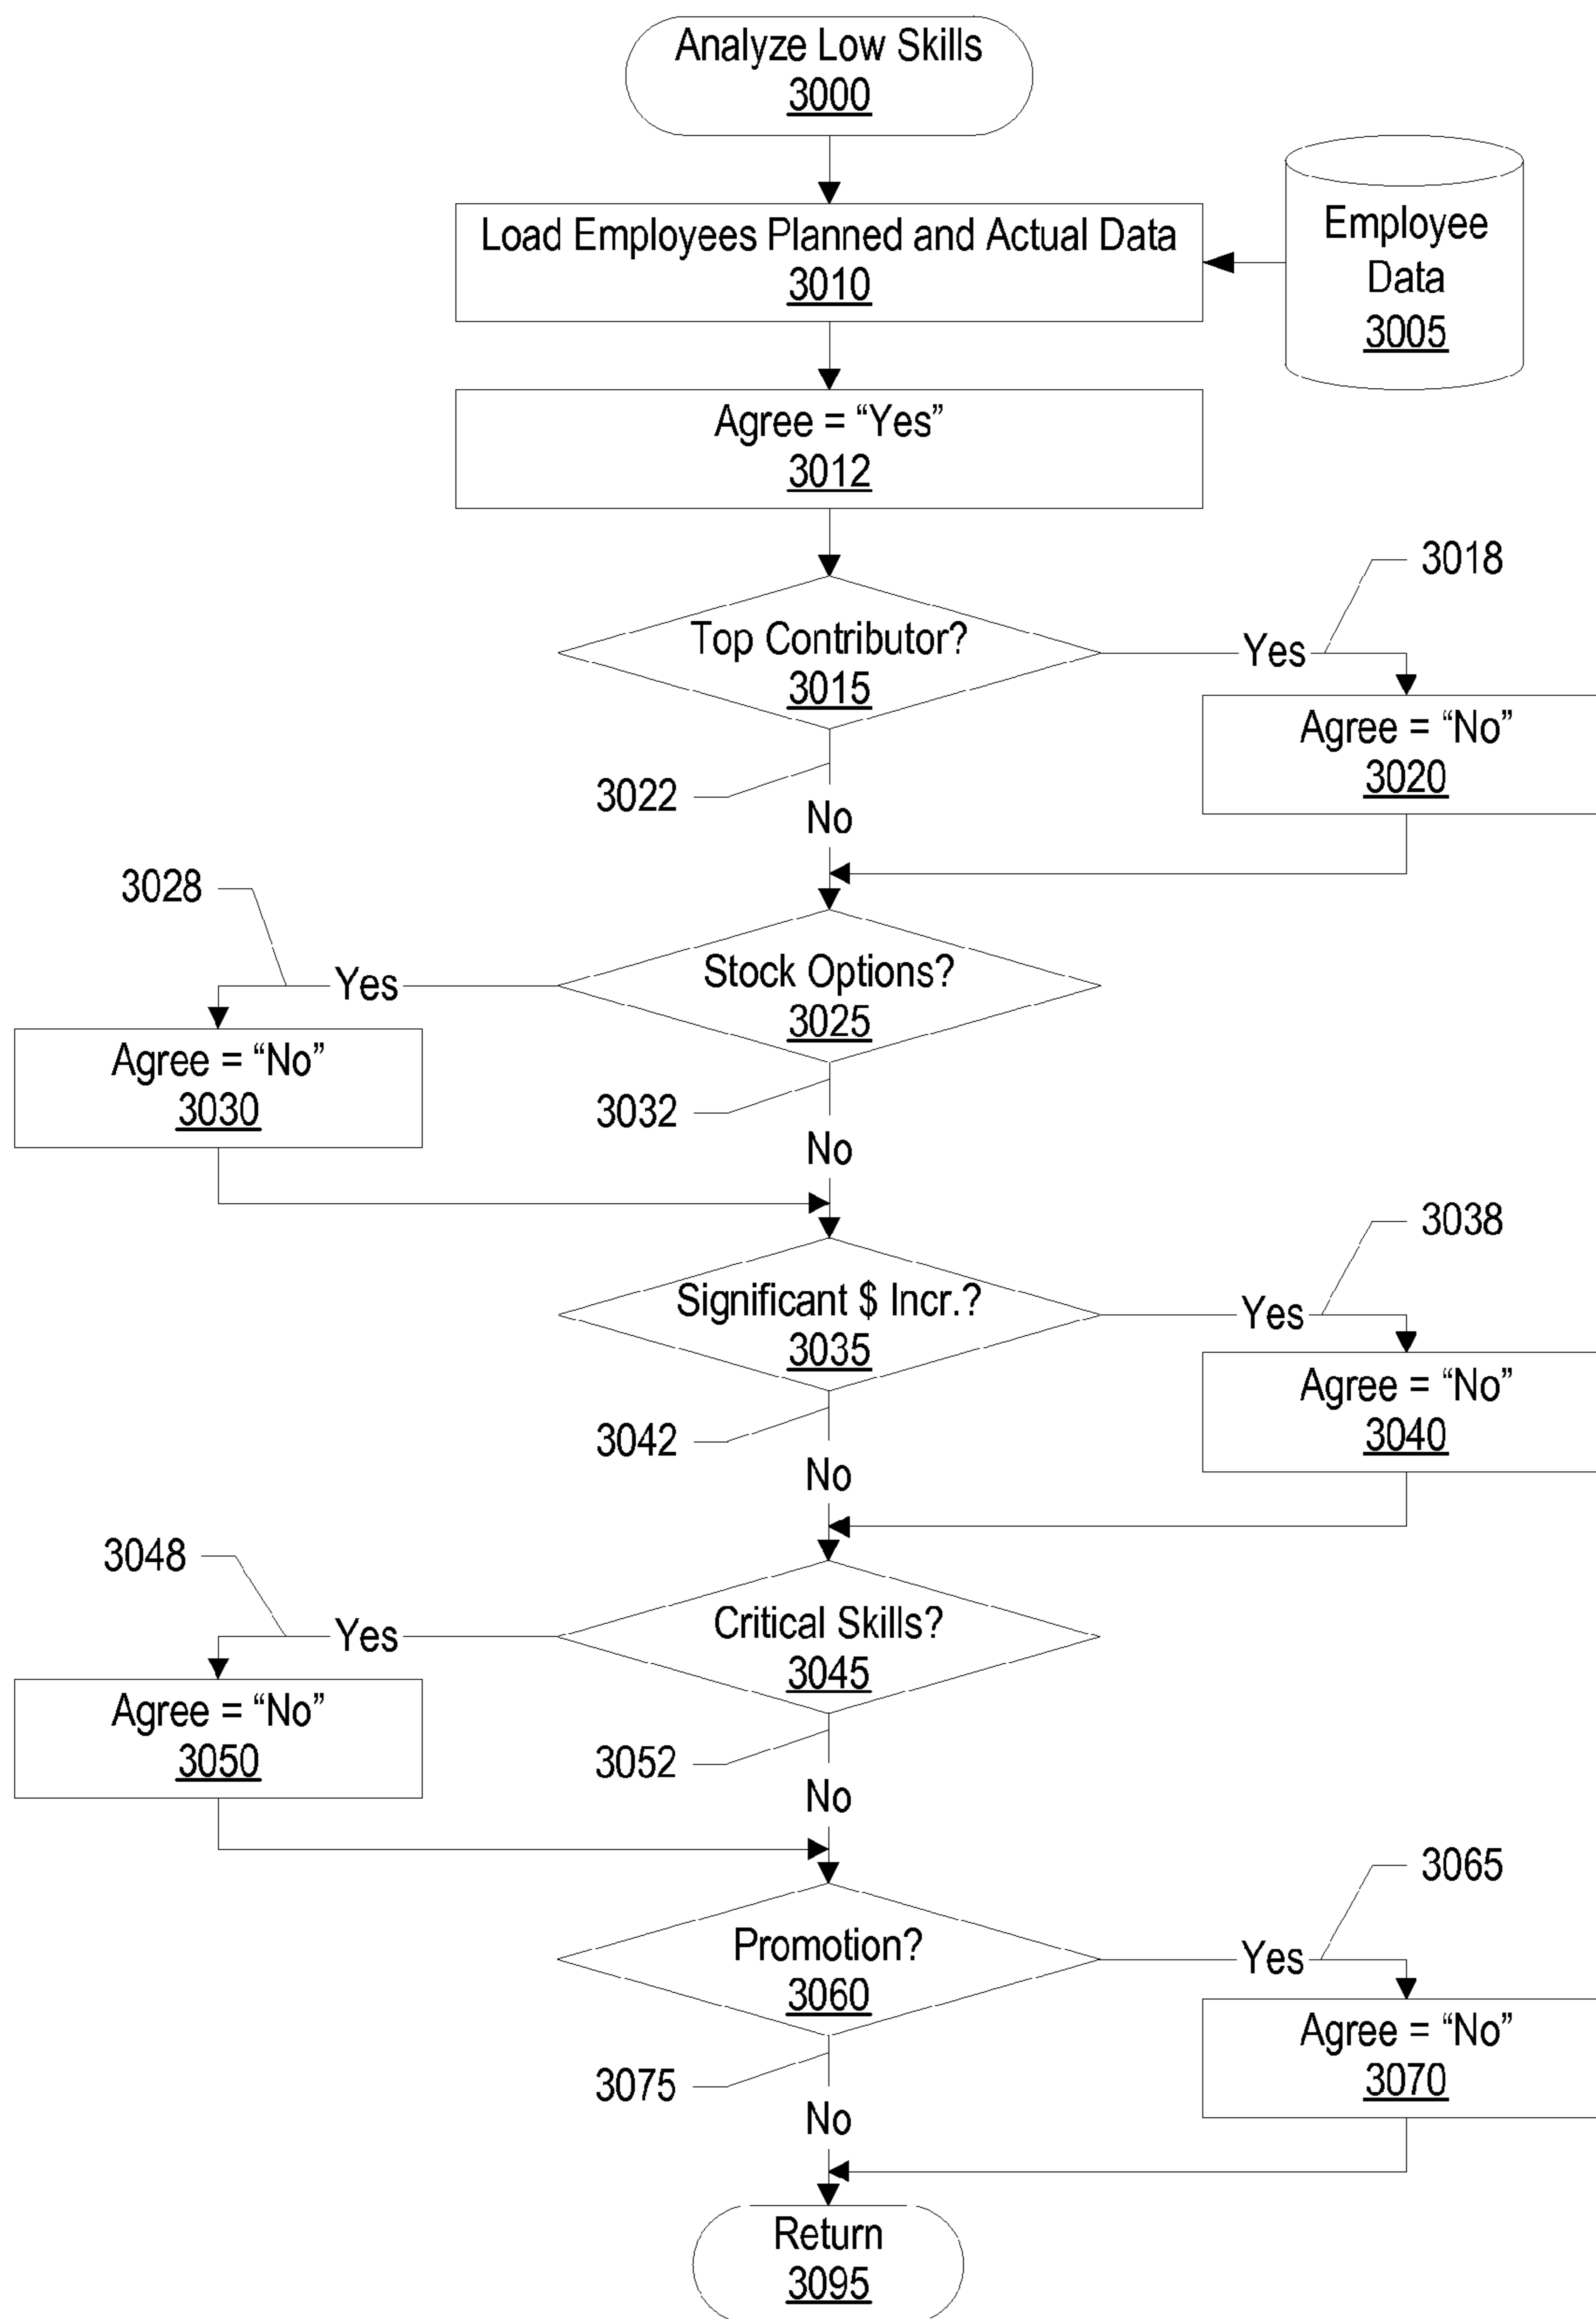 Analyze Low Skills
3000
Load Employees Planned and Actual Data
3010
Employee
Data
3005
Agree = “Yes”
3012
3018
Top Contributor?
3015
Yes
Agree = “No”
3020
3022
No
3028
Stock Options?
3025
Yes
Agree = “No”
3030
3032
No
3038
Significant $ Incr.?
3035
Yes
Agree = “No”
3040
3042
No
3048
Critical Skills?
3045
Yes
Agree = “No”
3050
3052
No
3065
Promotion?
3060
Yes
Agree = “No”
3070
3075
No
Return
3095